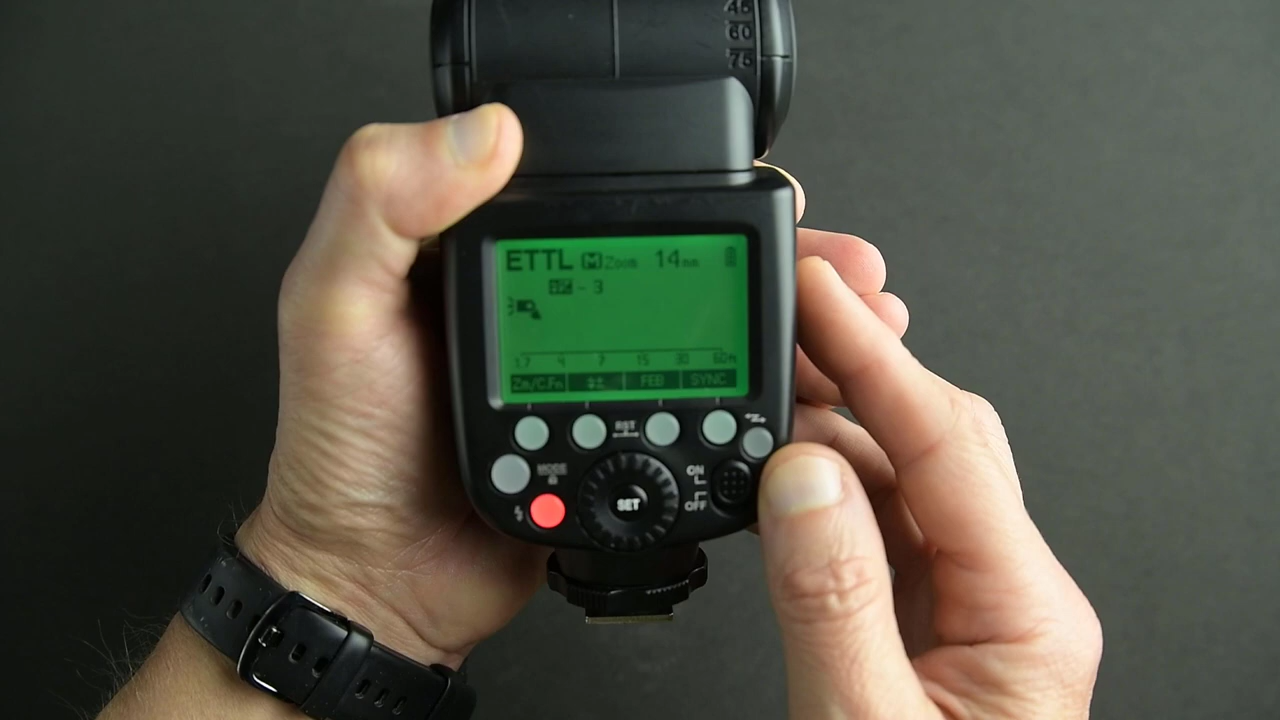 45
60
75
ETTL M Zoom 14mm
- 3
1.7 4 7 15 30 60ft
Zm/C.Fn FEB SYNC
RST
MODE
ON
SET
OFF